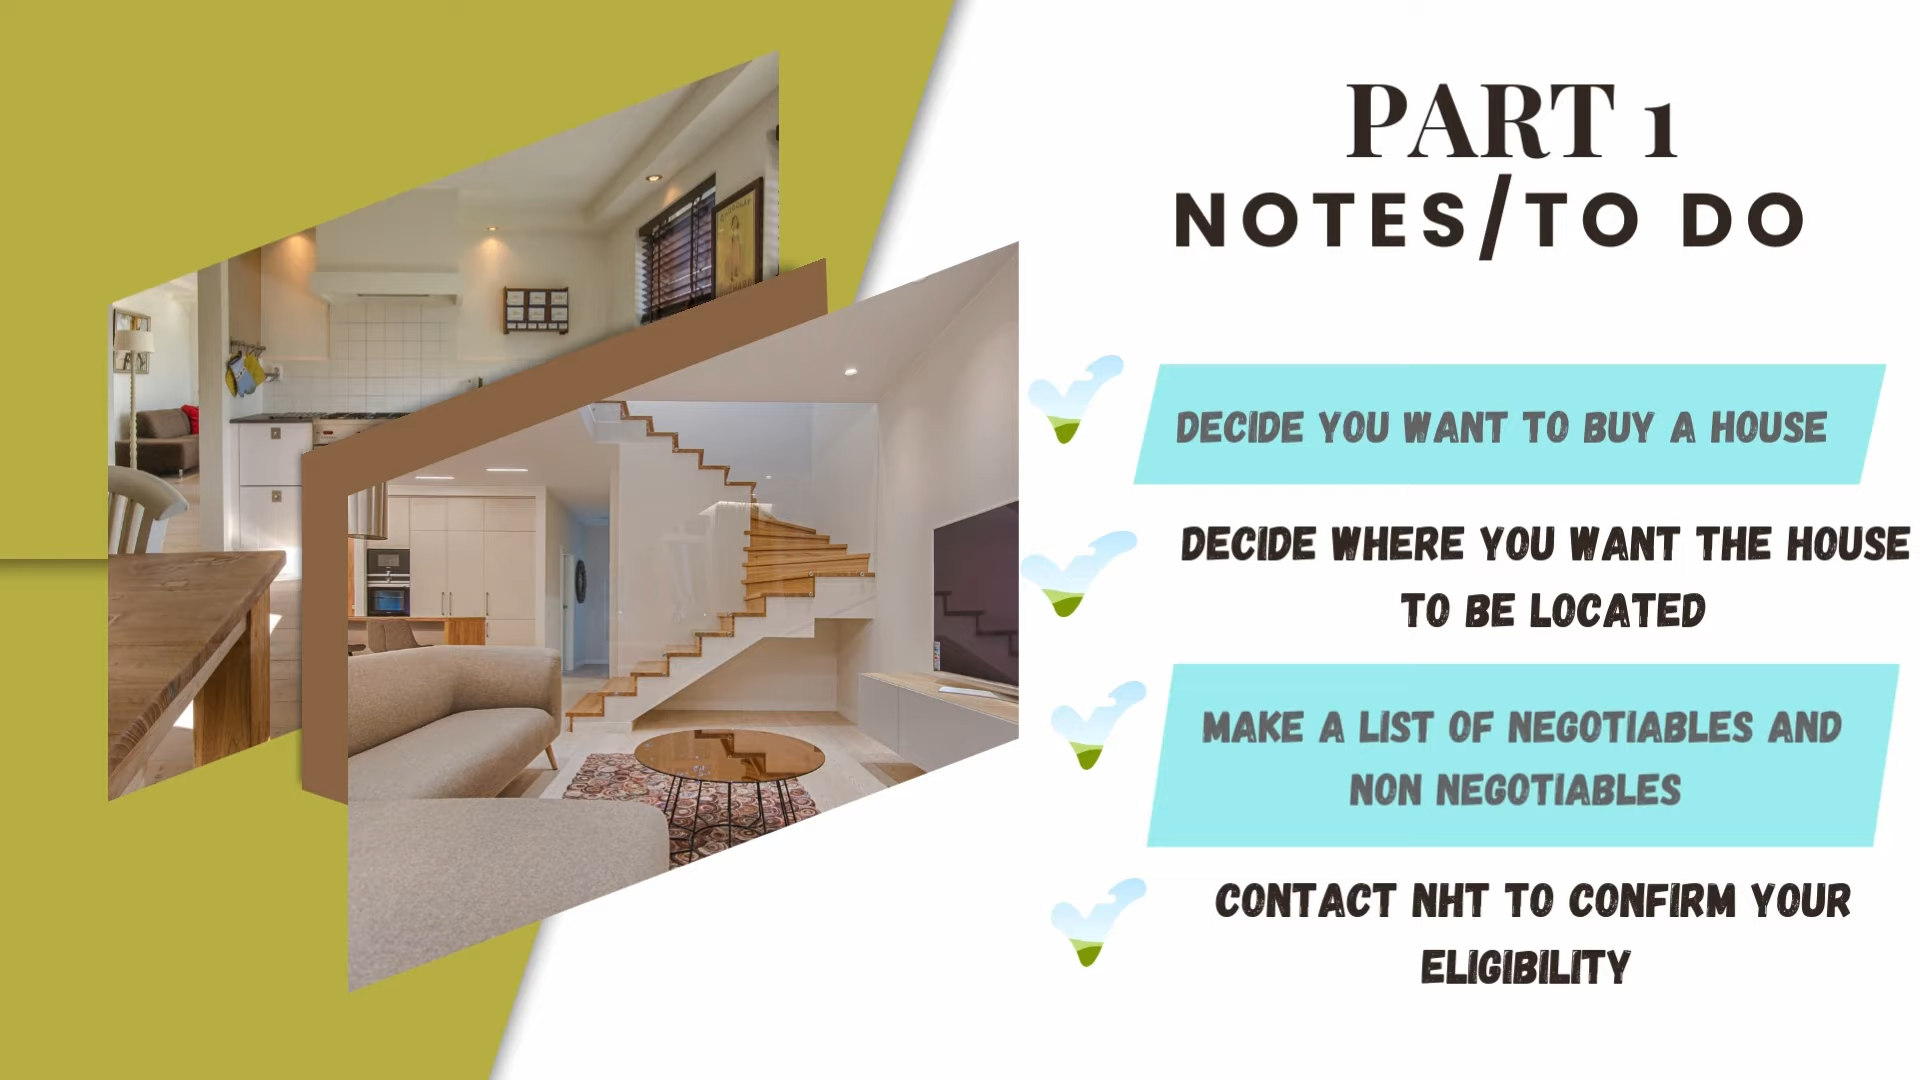 PART 1
NOTES/TO DO
DECIDE YOU WANT TO BUY A HOUSE
DECIDE WHERE YOU WANT THE HOUSE
TO BE LOCATED
MAKE A LIST OF NEGOTIABLES AND
NON NEGOTIABLES
CONTACT NHT TO CONFIRM YOUR
ELIGIBILITY